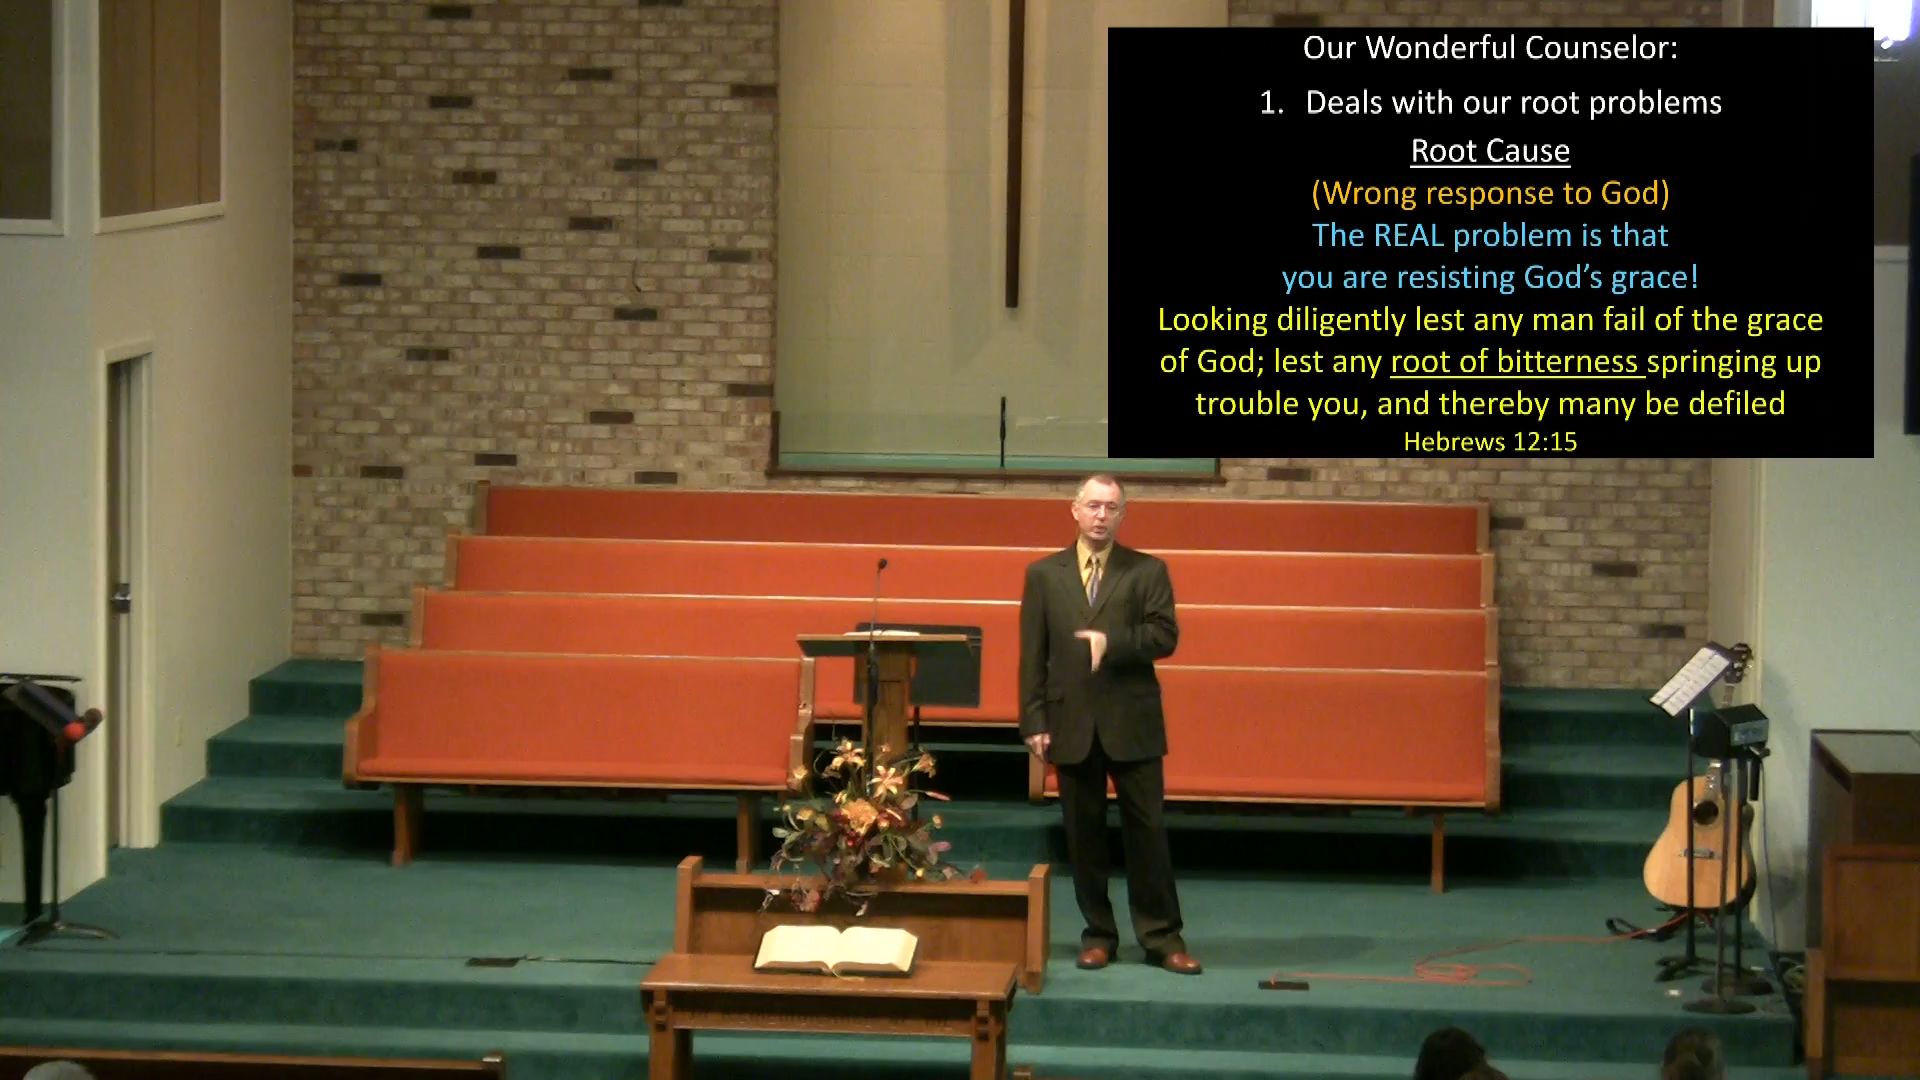 Our Wonderful Counselor:
1. Deals with our root problems
Root Cause
(Wrong response to God)
The REAL problem is that
you are resisting God’s grace!
Looking diligently lest any man fail of the grace
of God; lest any root of bitterness springing up
trouble you, and thereby many be defiled
Hebrews 12:15